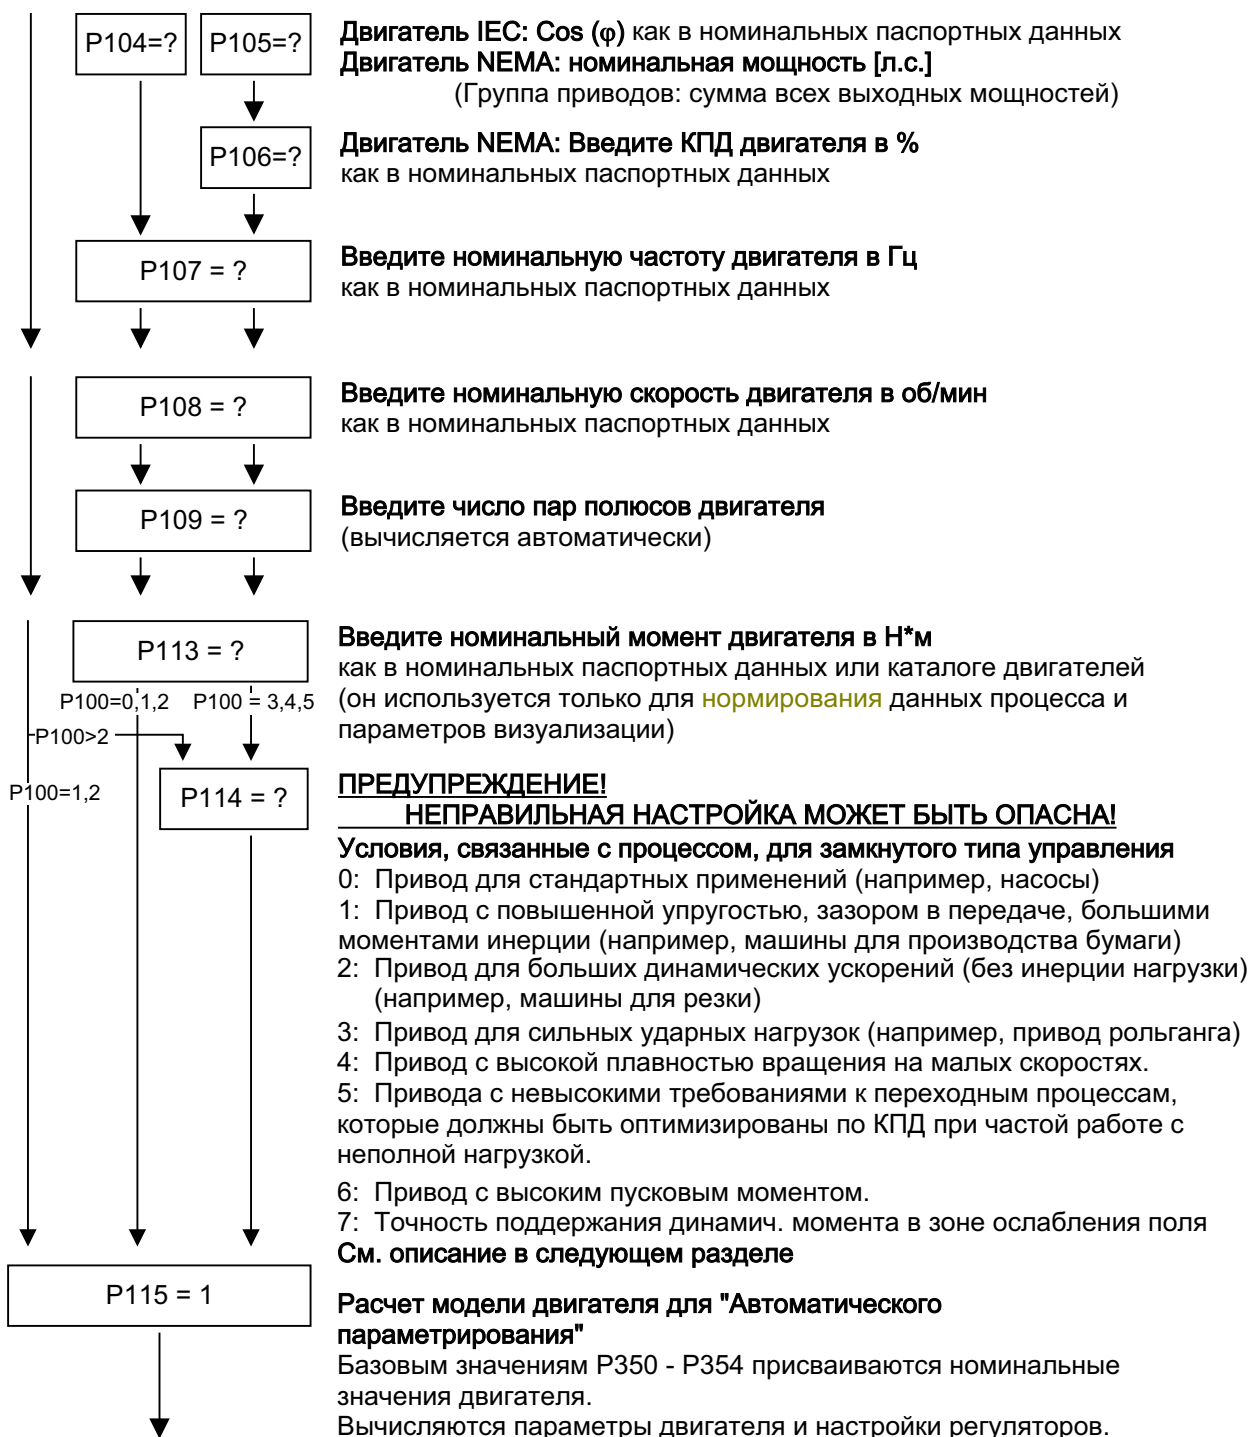 P104=?
P105=?
Двигатель IEC: Cos (φ) как в номинальных паспортных данных
Двигатель NEMA: номинальная мощность [л.с.]
(Группа приводов: сумма всех выходных мощностей)
P106=?
Двигатель NEMA: Введите КПД двигателя в %
как в номинальных паспортных данных
P107 = ?
Введите номинальную частоту двигателя в Гц
как в номинальных паспортных данных
P108 = ?
Введите номинальную скорость двигателя в об/мин
как в номинальных паспортных данных
P109 = ?
Введите число пар полюсов двигателя
(вычисляется автоматически)
P113 = ?
Введите номинальный момент двигателя в Н*м
как в номинальных паспортных данных или каталоге двигателей
(он используется только для нормирования данных процесса и
параметров визуализации)
P100=0,1,2
P100 = 3,4,5
P100>2
P100=1,2
P114 = ?
ПРЕДУПРЕЖДЕНИЕ!
НЕПРАВИЛЬНАЯ НАСТРОЙКА МОЖЕТ БЫТЬ ОПАСНА!
Условия, связанные с процессом, для замкнутого типа управления
0: Привод для стандартных применений (например, насосы)
1: Привод с повышенной упругостью, зазором в передаче, большими
моментами инерции (например, машины для производства бумаги)
2: Привод для больших динамических ускорений (без инерции нагрузки)
(например, машины для резки)
3: Привод для сильных ударных нагрузок (например, привод рольганга)
4: Привод с высокой плавностью вращения на малых скоростях.
5: Привода с невысокими требованиями к переходным процессам,
которые должны быть оптимизированы по КПД при частой работе с
неполной нагрузкой.
6: Привод с высоким пусковым моментом.
7: Точность поддержания динамич. момента в зоне ослабления поля
См. описание в следующем разделе
P115 = 1
Расчет модели двигателя для "Автоматического
параметрирования"
Базовым значениям P350 - P354 присваиваются номинальные
значения двигателя.
Вычисляются параметры двигателя и настройки регуляторов.